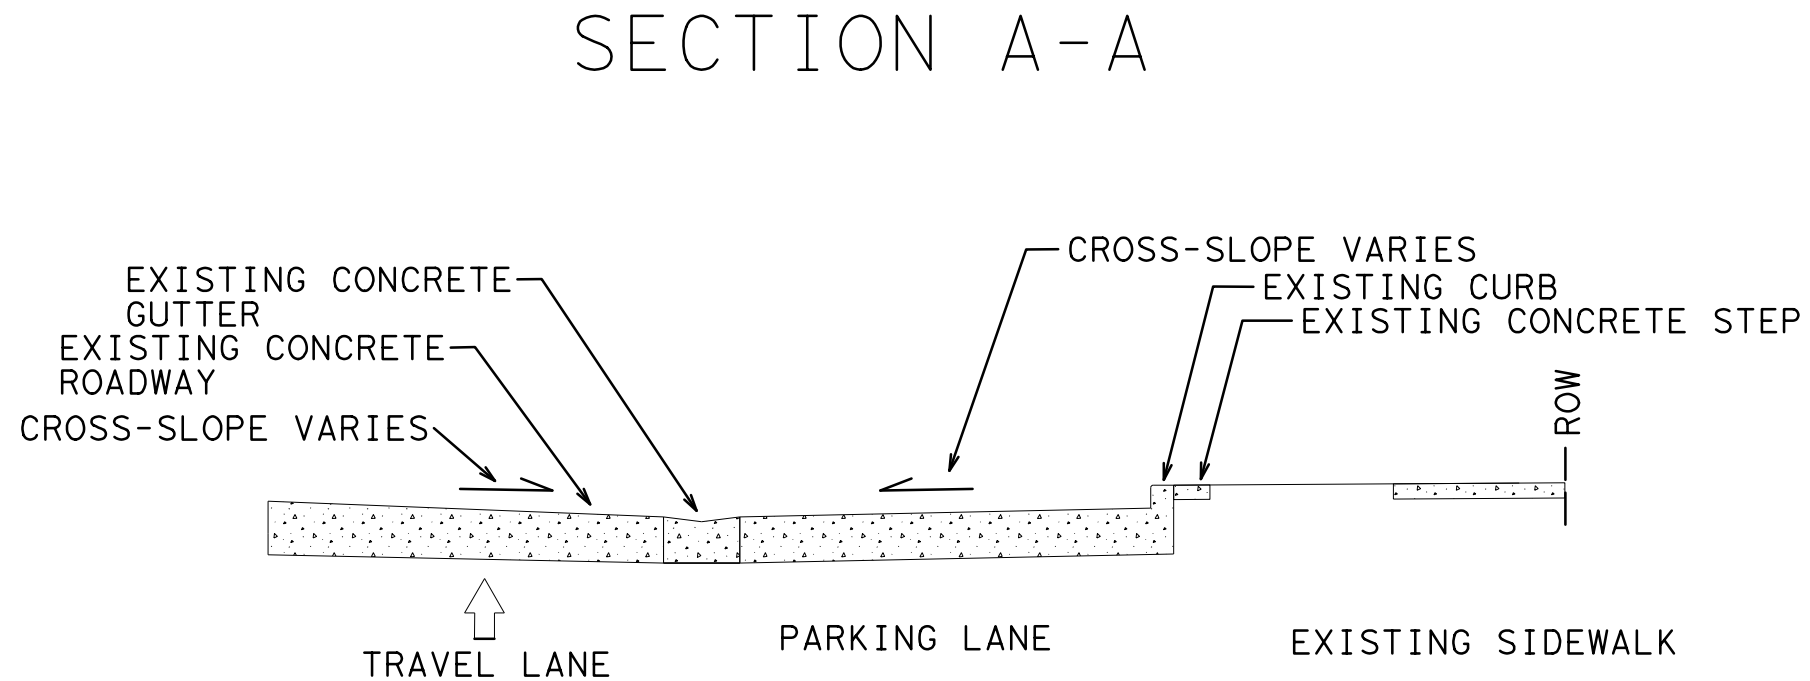 SECTION A-A
CROSS-SLOPE VARIES
EXISTING CONCRETE
GUTTER
EXISTING CURB
EXISTING CONCRETE STEP
EXISTING CONCRETE
ROADWAY
ROW
CROSS-SLOPE VARIES
TRAVEL LANE
PARKING LANE
EXISTING SIDEWALK